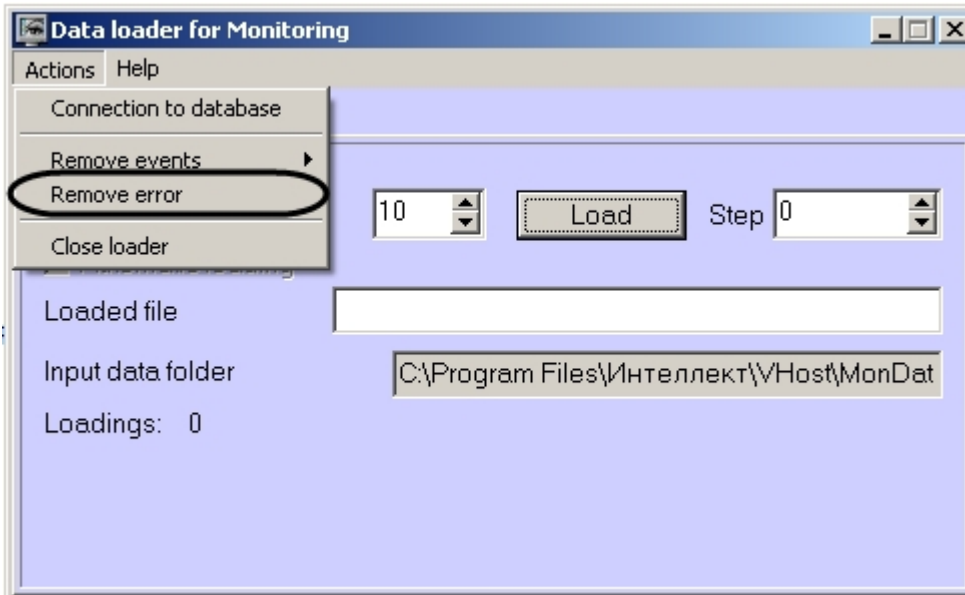 Data loader for Monitoring
Actions Help
Connection to database
Remove events
Remove error
10 Load Step 0
Close loader
Loaded file
Input data folder C:\Program Files\Интеллект\VHost\MonDat
Loadings: 0